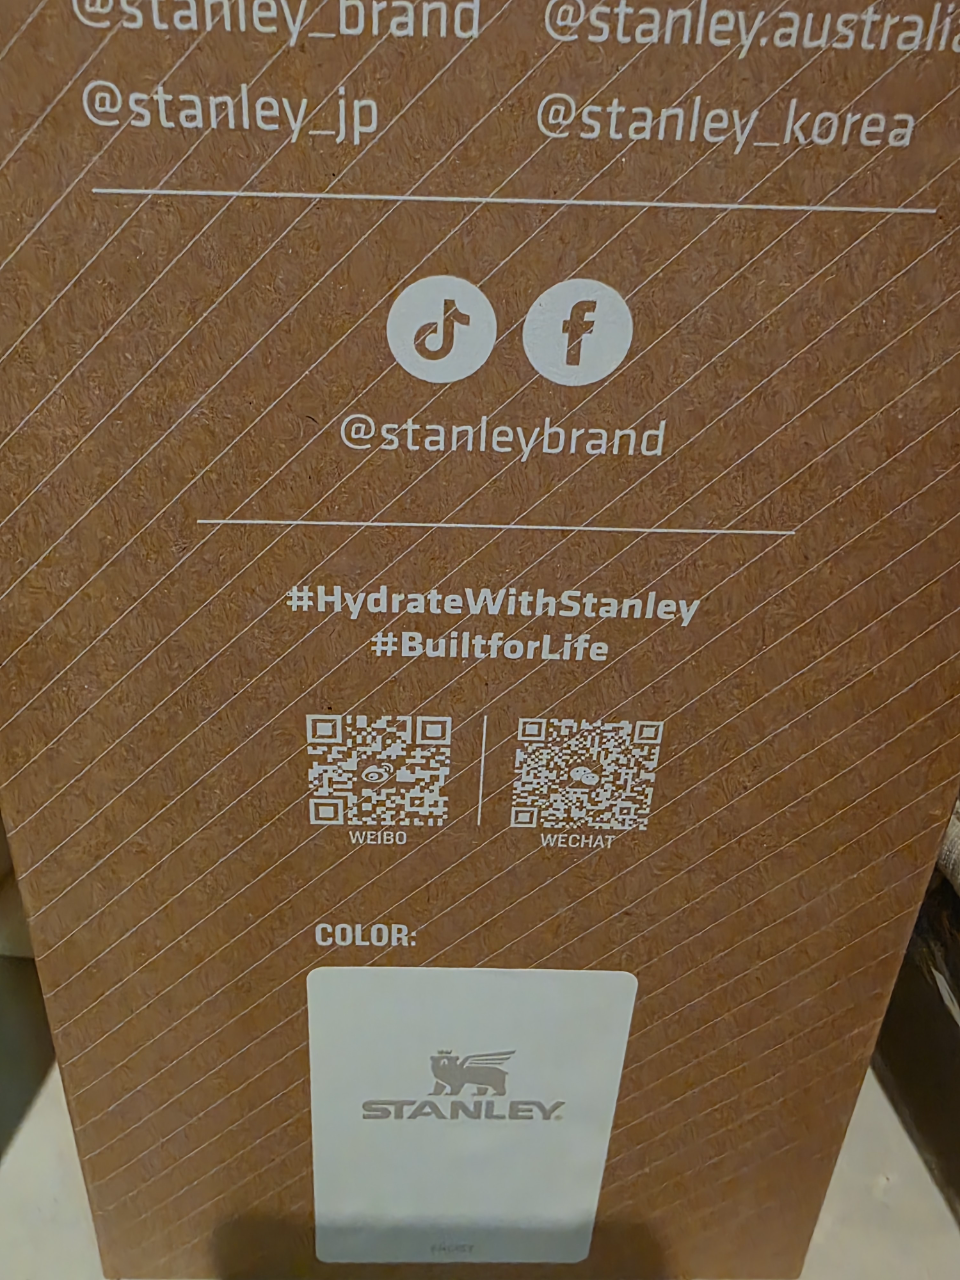 @stanley_brand @stanley.australia
@stanley_jp @stanley_korea
@stanleybrand
#HydrateWithStanley
#BuiltforLife
WEIBO
WECHAT
COLOR:
STANLEY